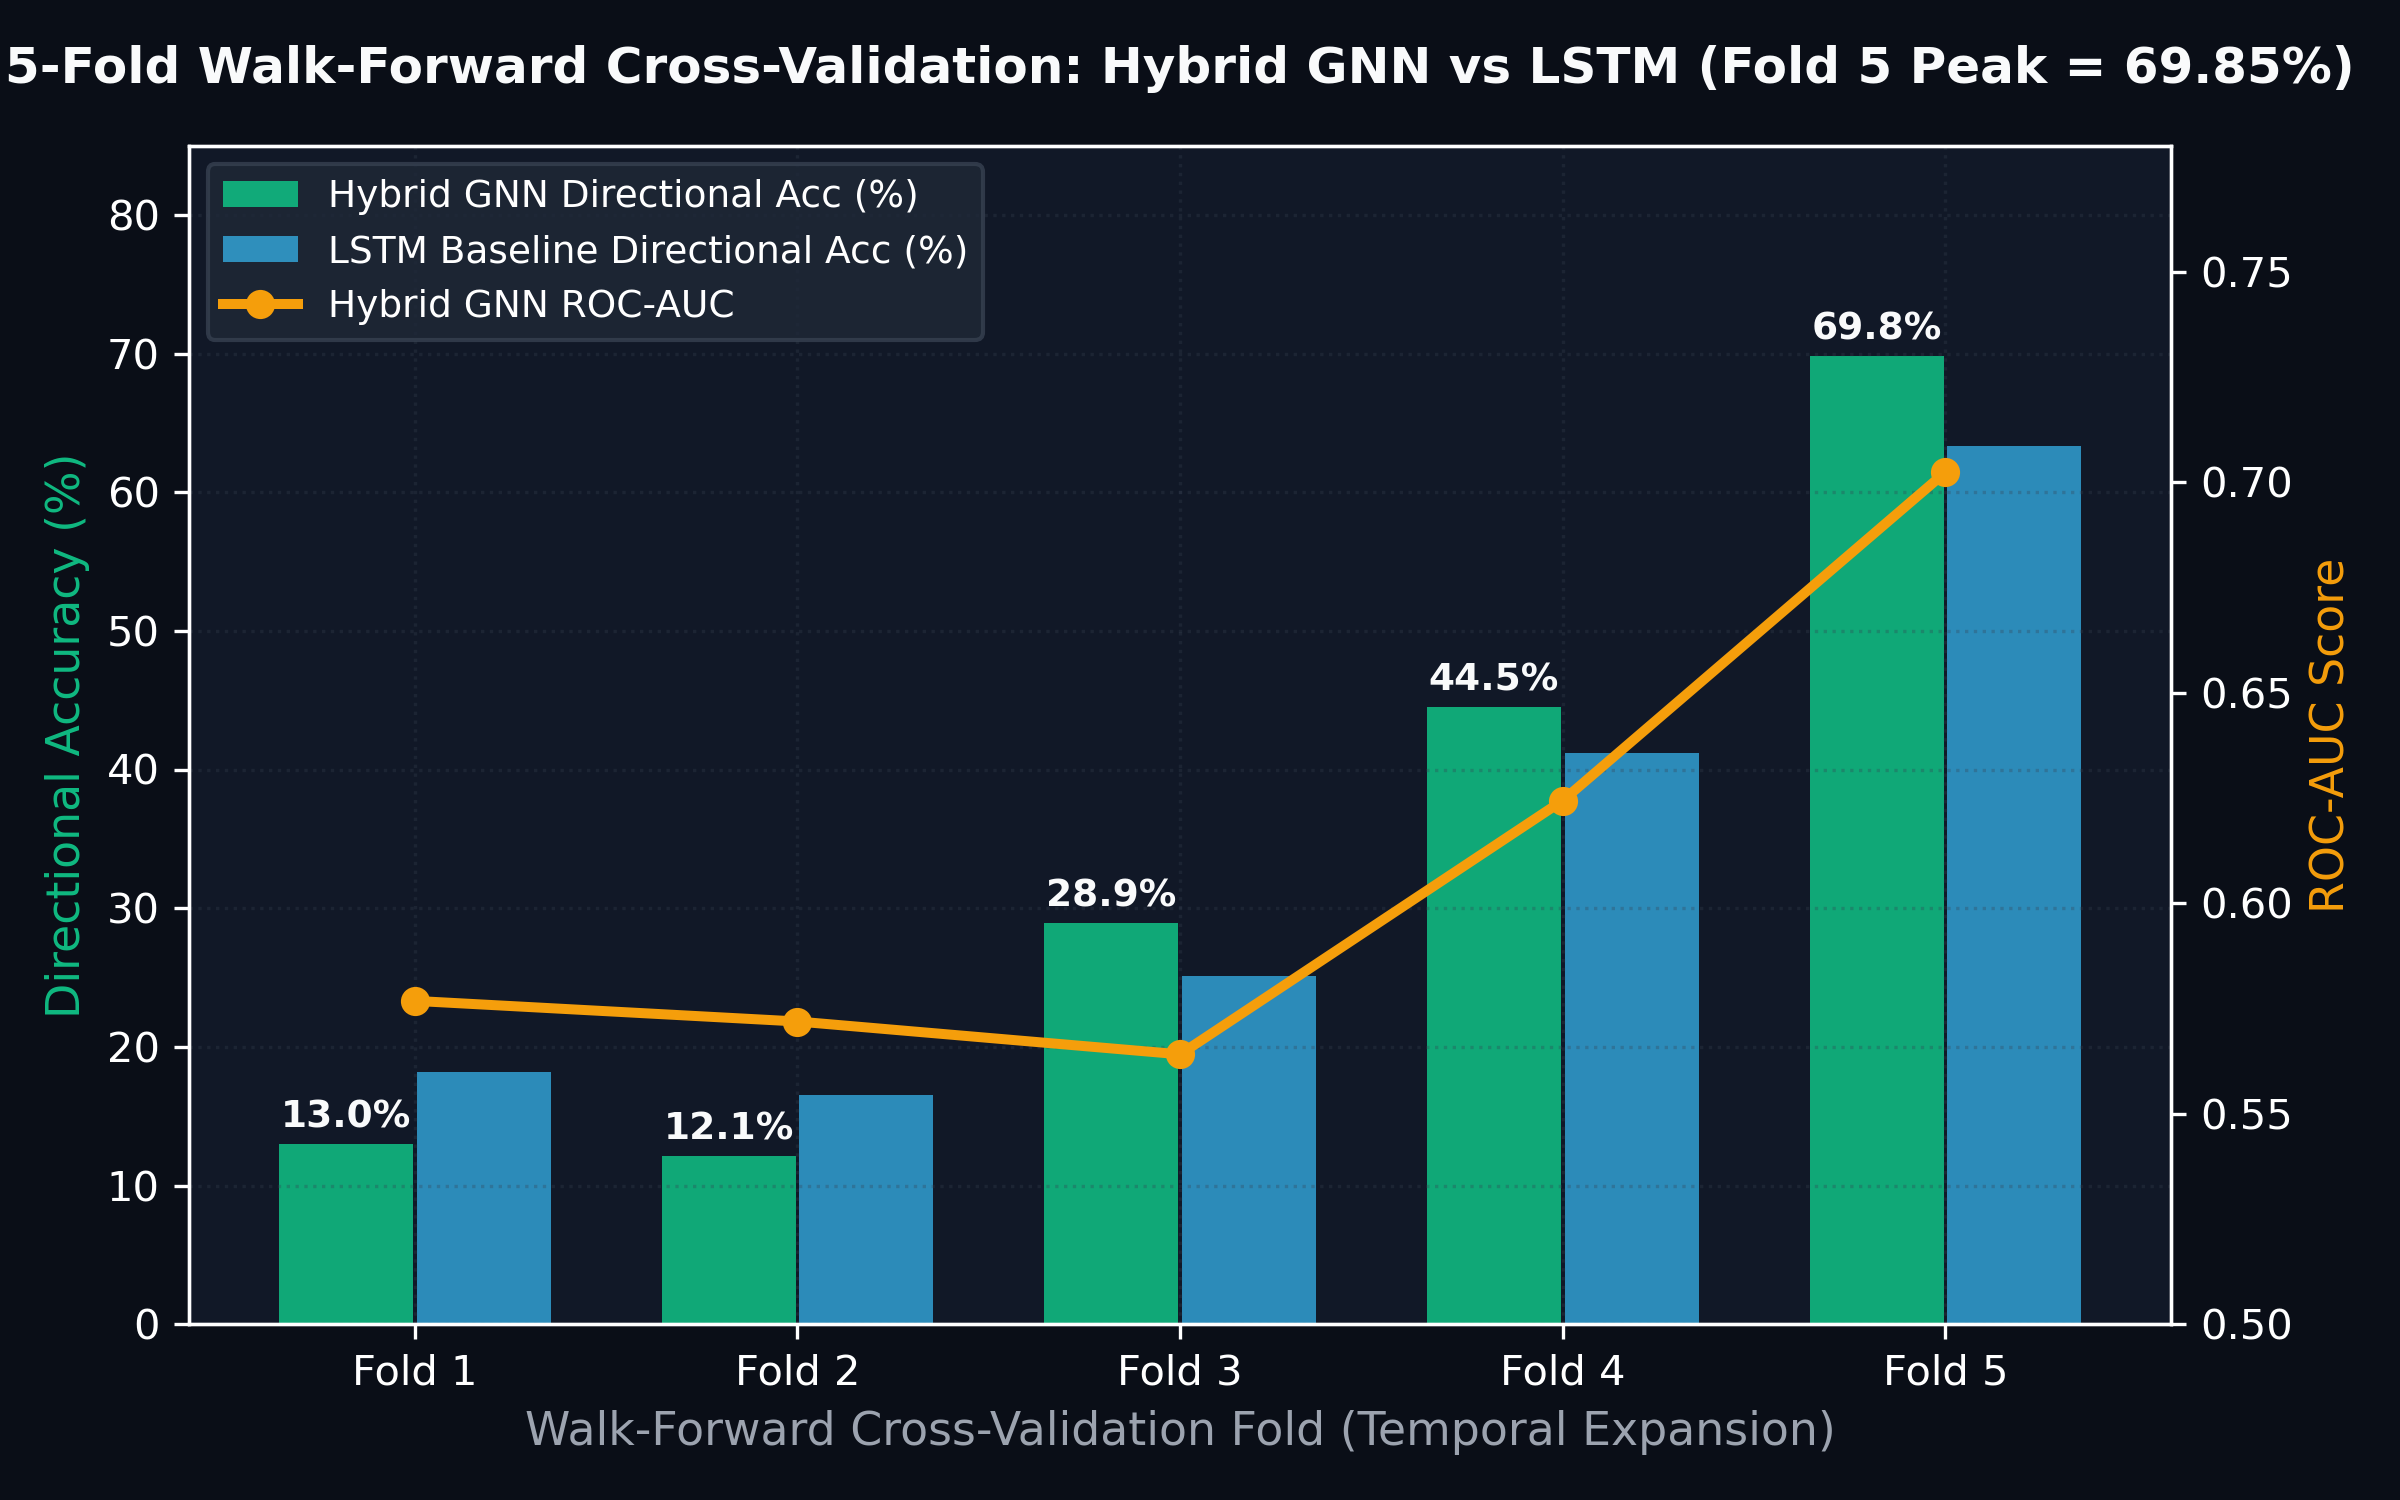 5-Fold Walk-Forward Cross-Validation: Hybrid GNN vs LSTM (Fold 5 Peak = 69.85%)
Hybrid GNN Directional Acc (%)
LSTM Baseline Directional Acc (%)
Hybrid GNN ROC-AUC
Directional Accuracy (%)
80
70
60
50
40
30
20
10
0
13.0%
12.1%
28.9%
44.5%
69.8%
0.75
0.70
0.65
0.60
0.55
0.50
ROC-AUC Score
Fold 1
Fold 2
Fold 3
Fold 4
Fold 5
Walk-Forward Cross-Validation Fold (Temporal Expansion)